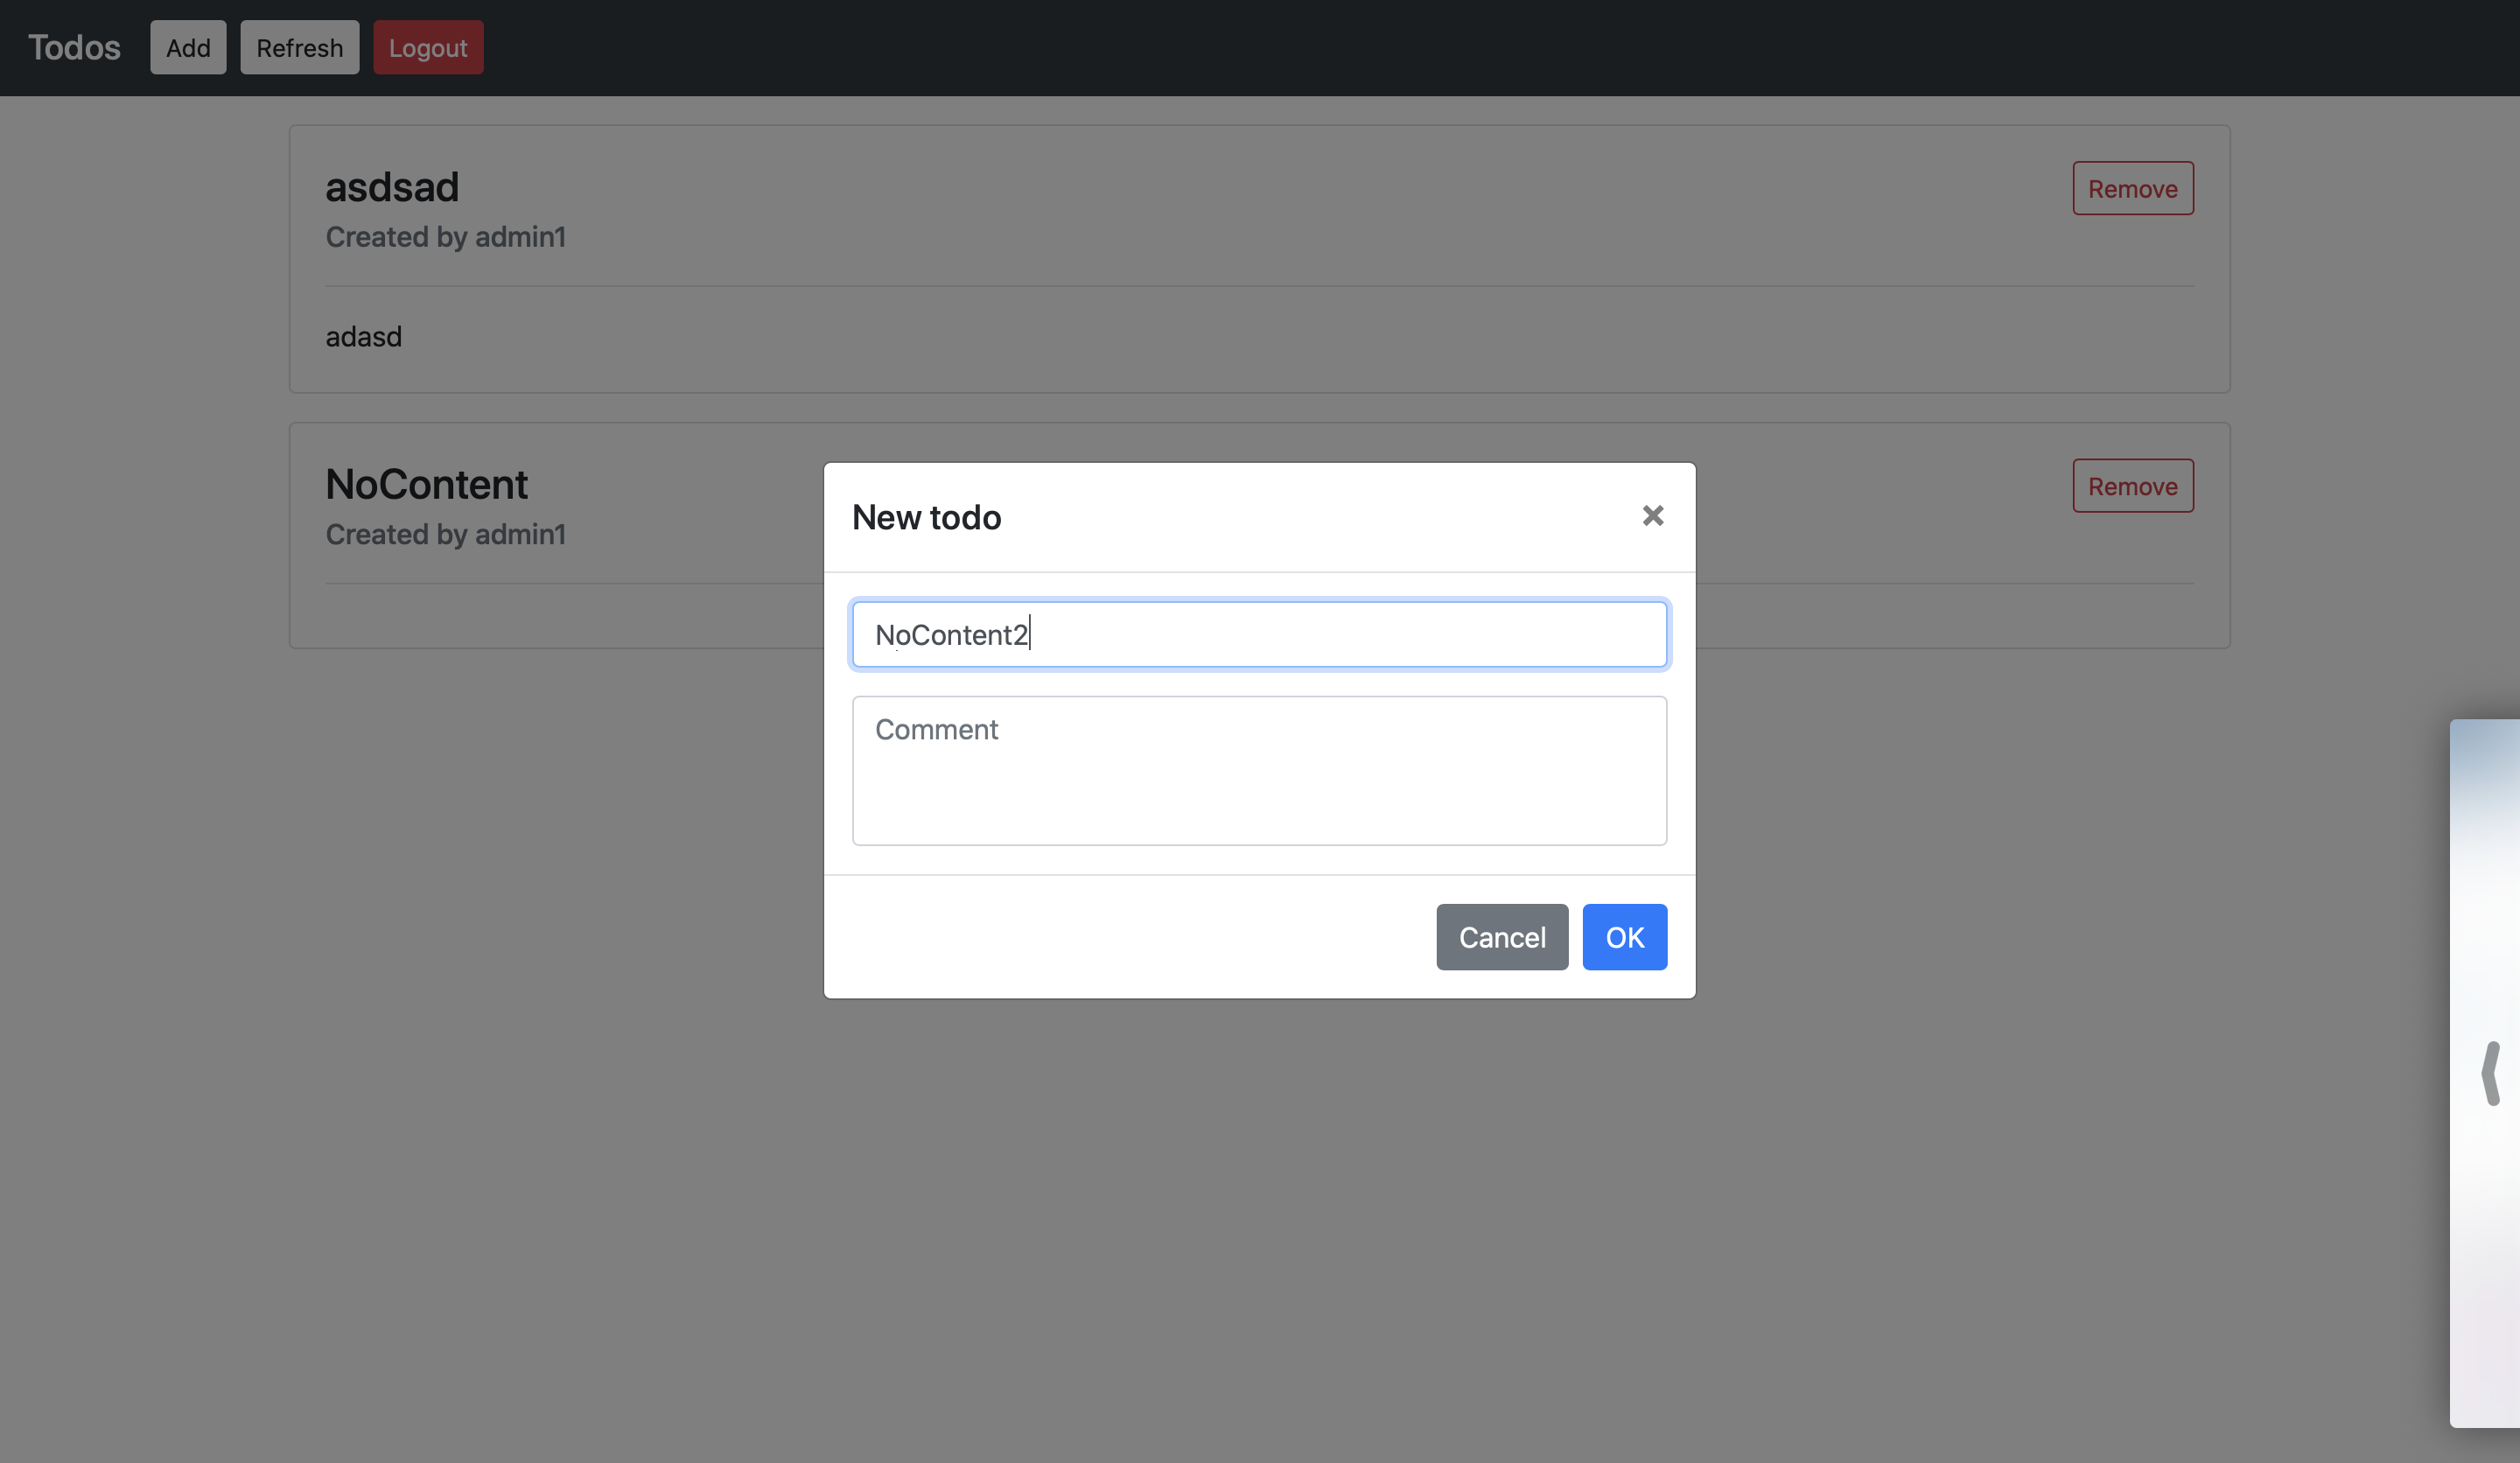 Todos Add Refresh Logout
asdsad Remove
Created by admin1
adasd
NoContent Remove
Created by admin1
New todo ×
NoContent2
Comment
Cancel OK